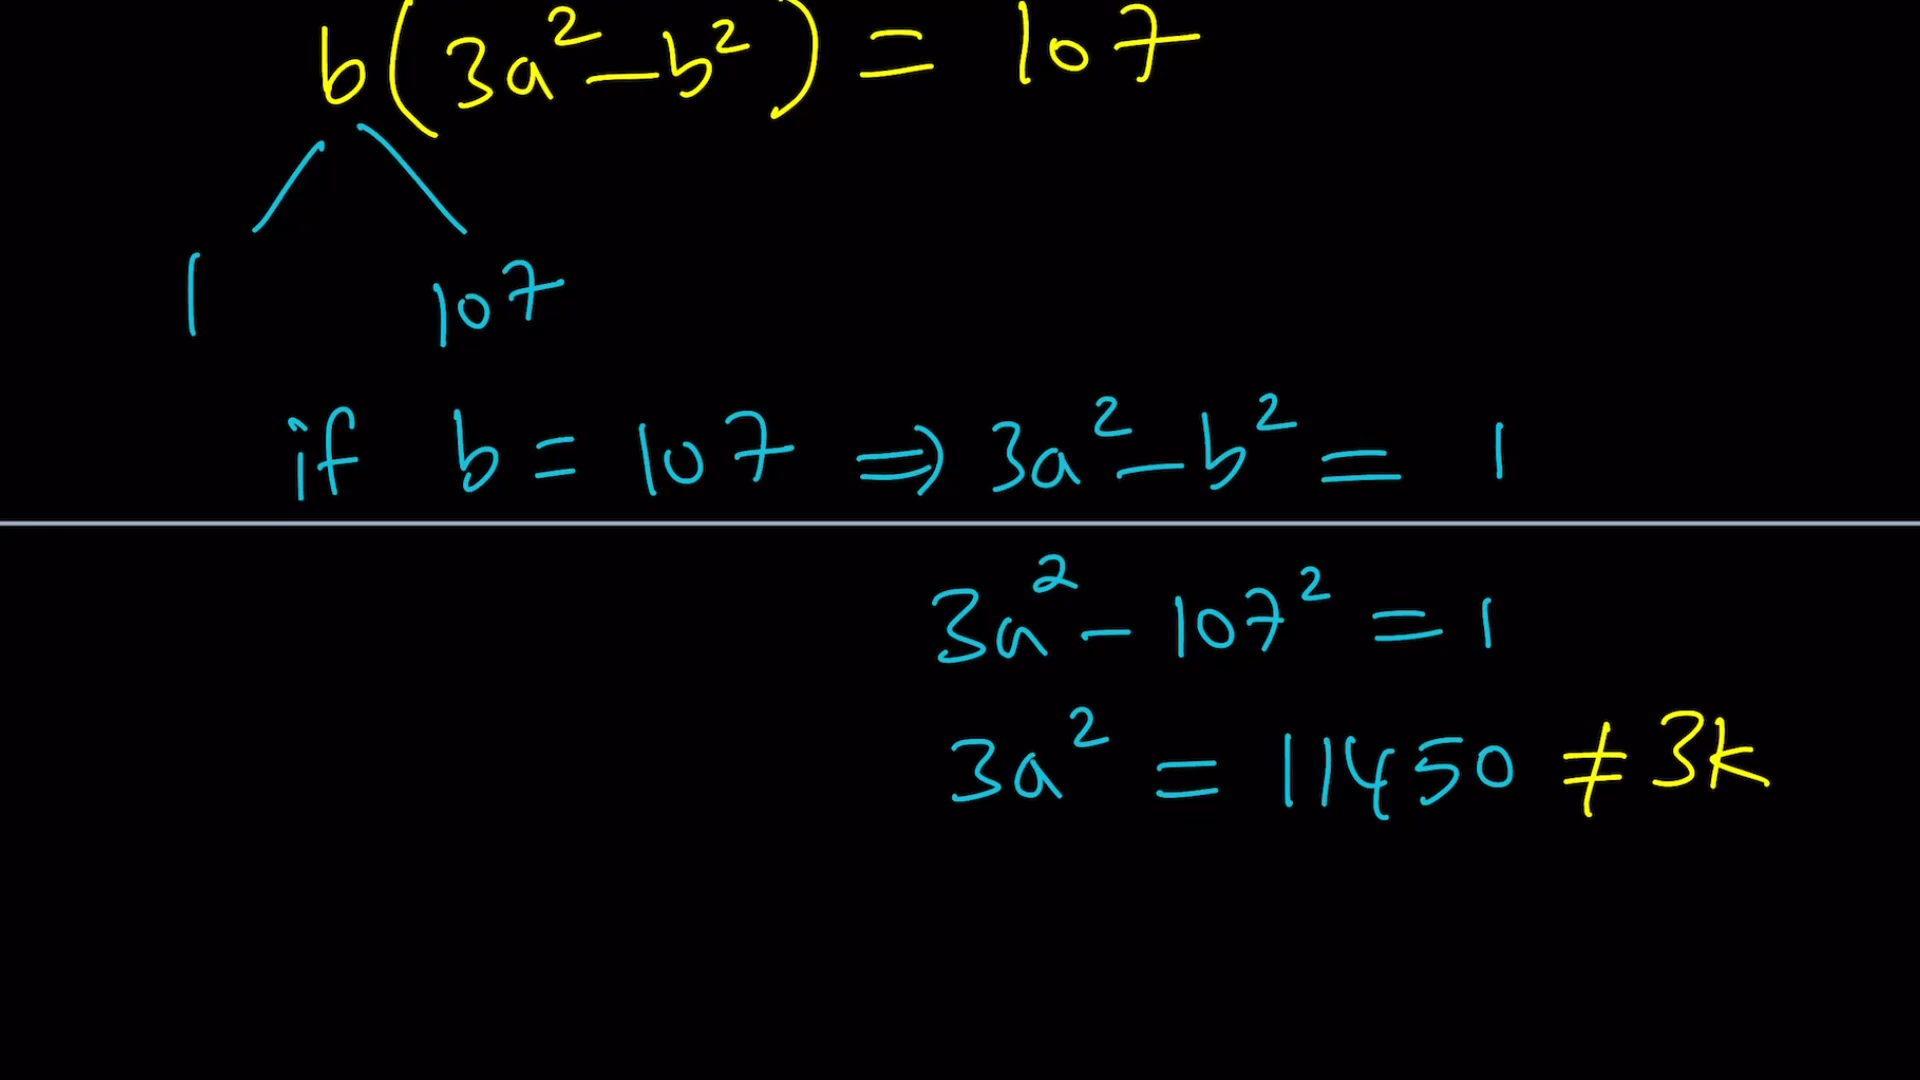 b(3a²−b²) = 107
1 107
if b = 107 ⇒ 3a²−b² = 1
3a² − 107² = 1
3a² = 11450 ≠ 3k